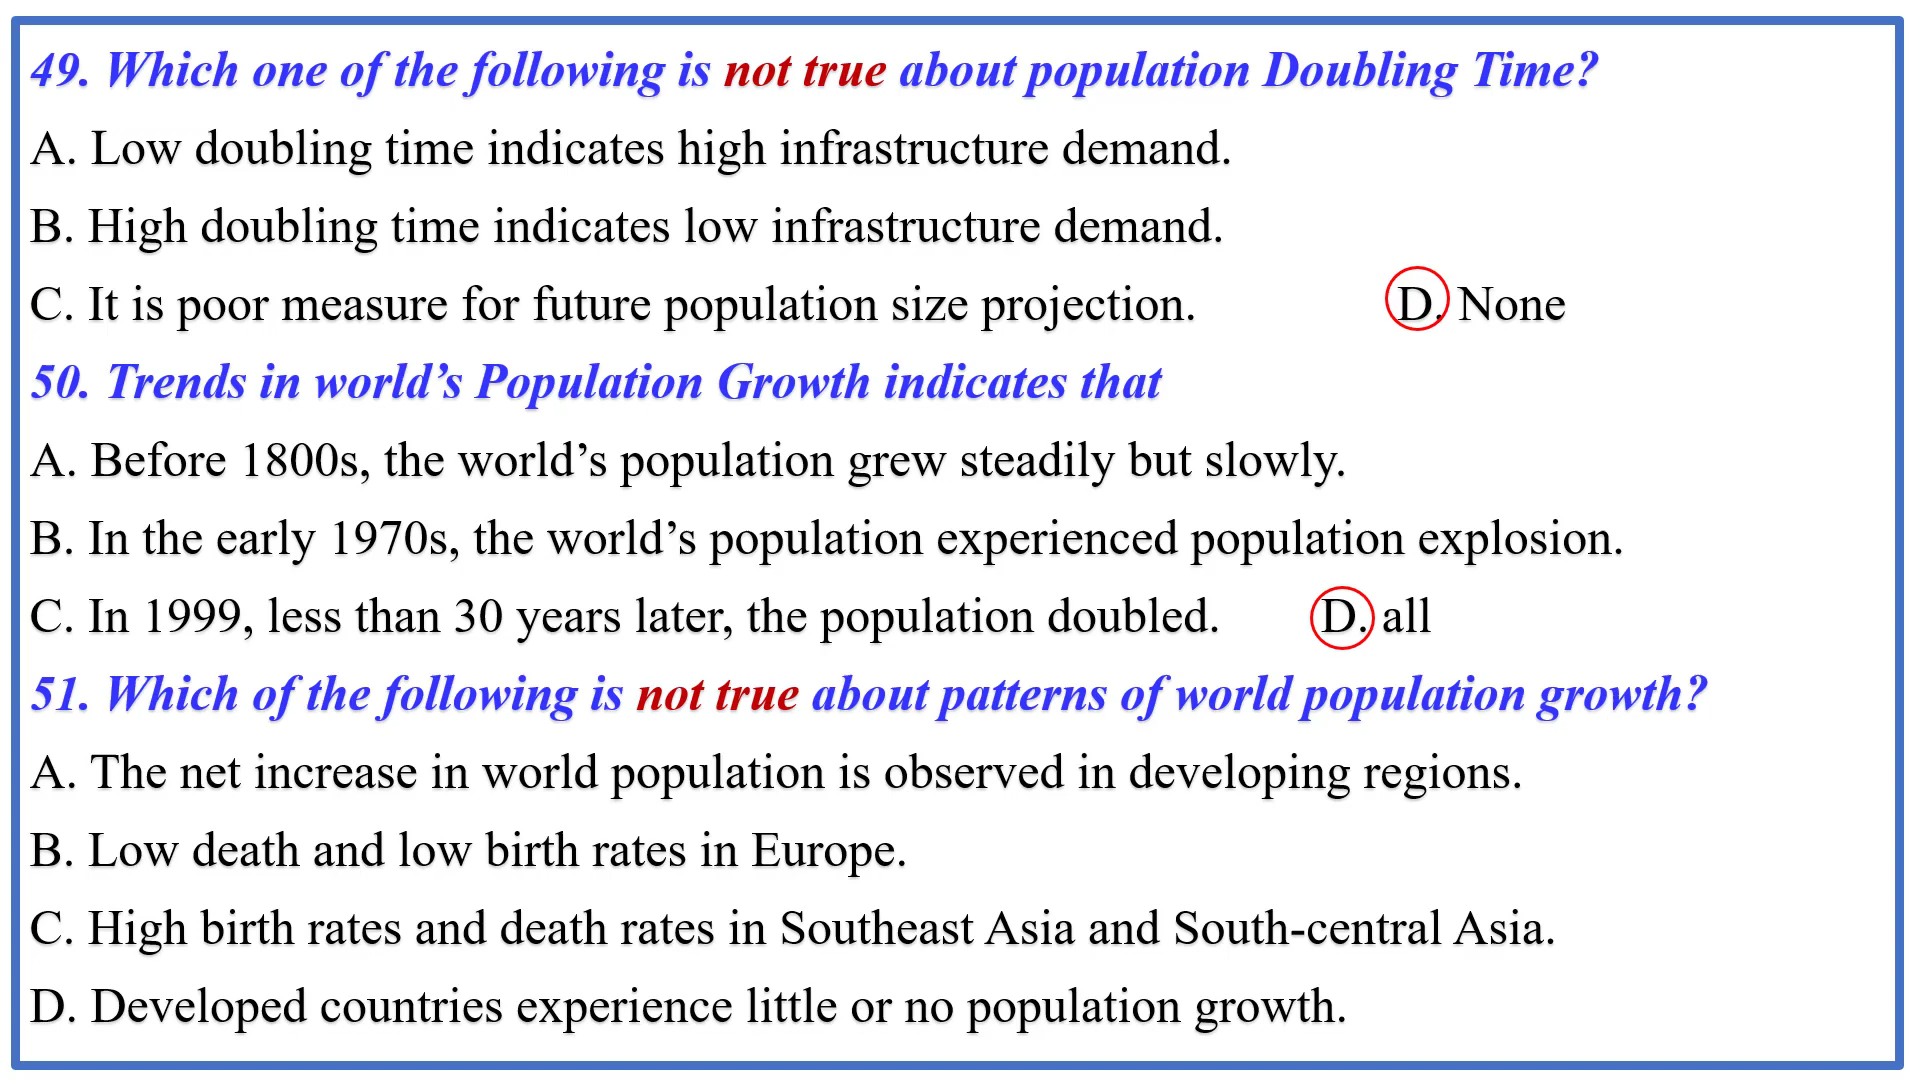 49. Which one of the following is not true about population Doubling Time?
A. Low doubling time indicates high infrastructure demand.
B. High doubling time indicates low infrastructure demand.
C. It is poor measure for future population size projection. D. None
50. Trends in world’s Population Growth indicates that
A. Before 1800s, the world’s population grew steadily but slowly.
B. In the early 1970s, the world’s population experienced population explosion.
C. In 1999, less than 30 years later, the population doubled. D. all
51. Which of the following is not true about patterns of world population growth?
A. The net increase in world population is observed in developing regions.
B. Low death and low birth rates in Europe.
C. High birth rates and death rates in Southeast Asia and South-central Asia.
D. Developed countries experience little or no population growth.